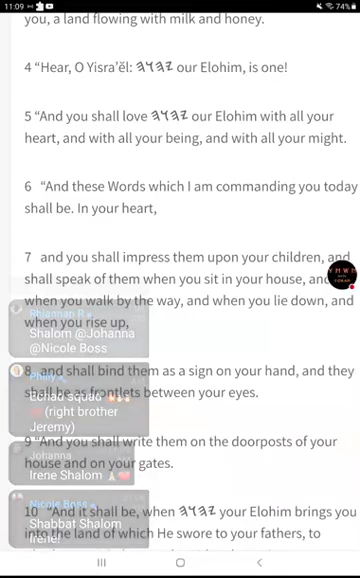 11:09
74%
you, a land flowing with milk and honey.
4 “Hear, O Yisra’ĕl: 𐤉𐤄𐤅𐤄 our Elohim, is one!
5 “And you shall love 𐤉𐤄𐤅𐤄 our Elohim with all your
heart, and with all your being, and with all your might.
6 “And these Words which I am commanding you today
shall be. In your heart,
7 and you shall impress them upon your children, and
shall speak of them when you sit in your house, and
when you walk by the way, and when you lie down, and
when you rise up,
Rhiannan R
Shalom @Johanna
@Nicole Boss
8 and shall bind them as a sign on your hand, and they
shall be as frontlets between your eyes.
Philly
Echad squad 🔥🔥🔥
(right brother
Jeremy)
9 “And you shall write them on the doorposts of your
house and on your gates.
Johanna
Irene Shalom
Nicole Boss
Shabbat Shalom
Irene!
10 “And it shall be, when 𐤉𐤄𐤅𐤄 your Elohim brings you
into the land of which He swore to your fathers, to